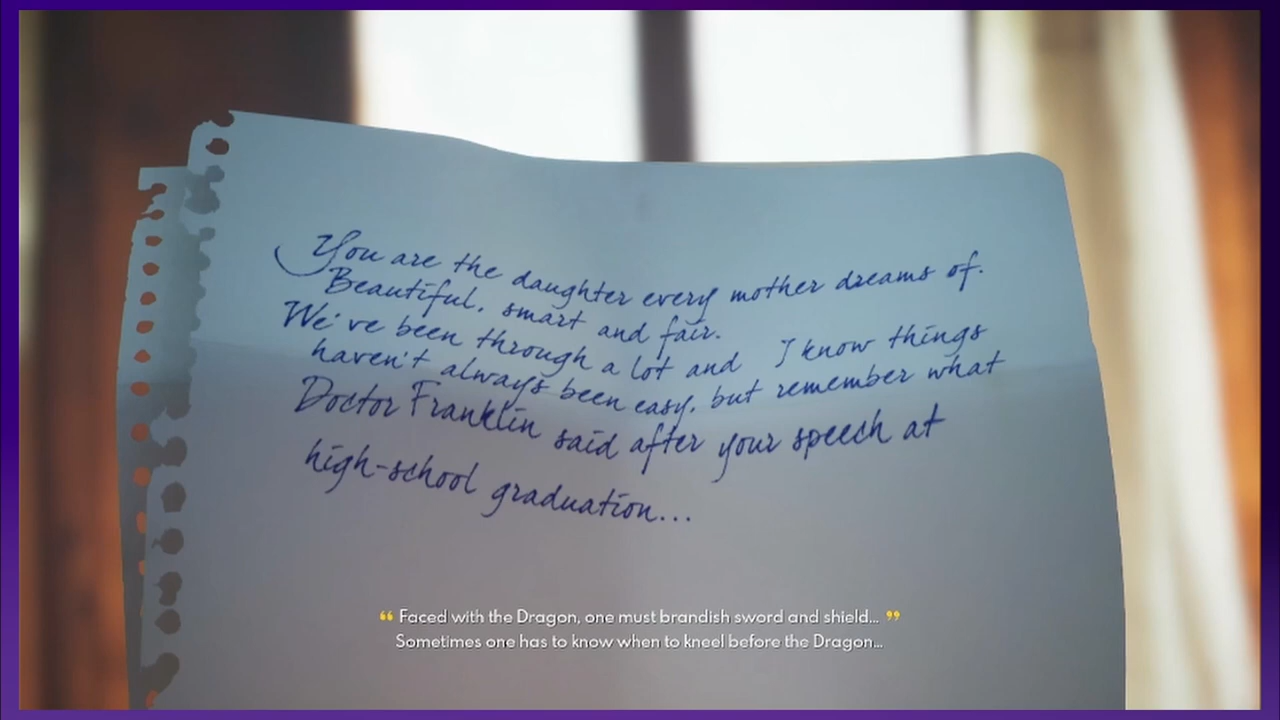 You are the daughter every mother dreams of.
Beautiful, smart and fair.
We've been through a lot and I know things
haven't always been easy, but remember what
Doctor Franklin said after your speech at
high-school graduation...
“ Faced with the Dragon, one must brandish sword and shield... ”
Sometimes one has to know when to kneel before the Dragon...